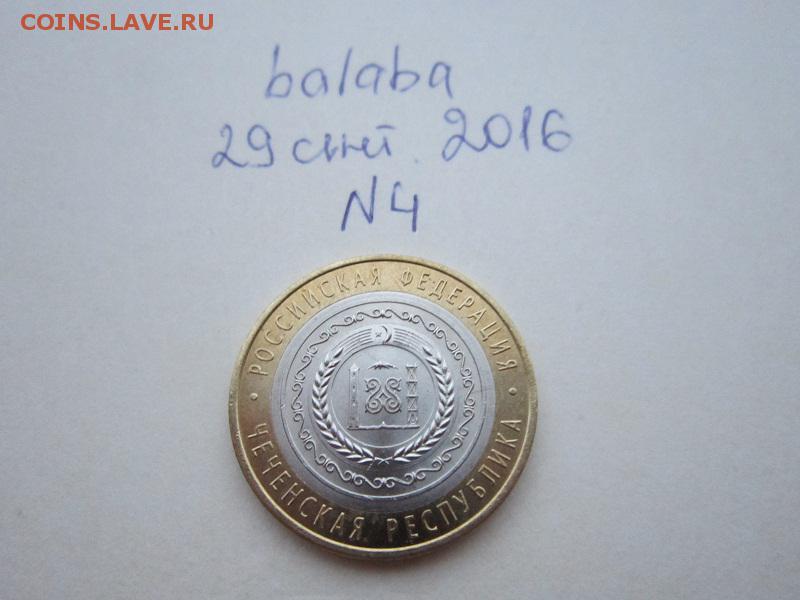 COINS.LAVE.RU
balaba
29 сент. 2016
N4
• РОССИЙСКАЯ ФЕДЕРАЦИЯ •
ЧЕЧЕНСКАЯ РЕСПУБЛИКА